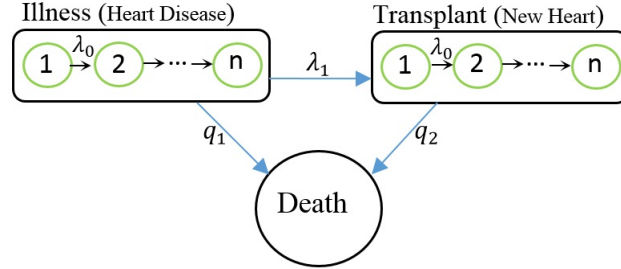 Illness (Heart Disease)
Transplant (New Heart)
1 λ₀ 2 ... n
λ₁
1 λ₀ 2 ... n
q₁
q₂
Death